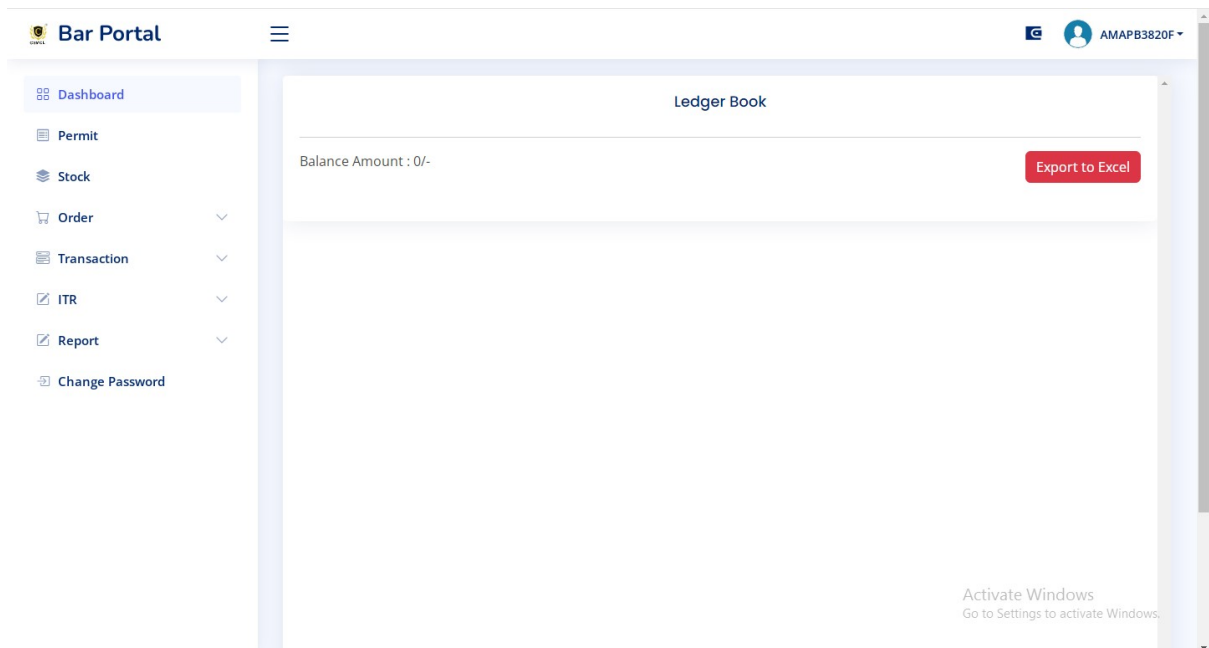 Bar Portal
AMAPB3820F
Dashboard
Permit
Stock
Order
Transaction
ITR
Report
Change Password
Ledger Book
Balance Amount : 0/-
Export to Excel
Activate Windows
Go to Settings to activate Windows.